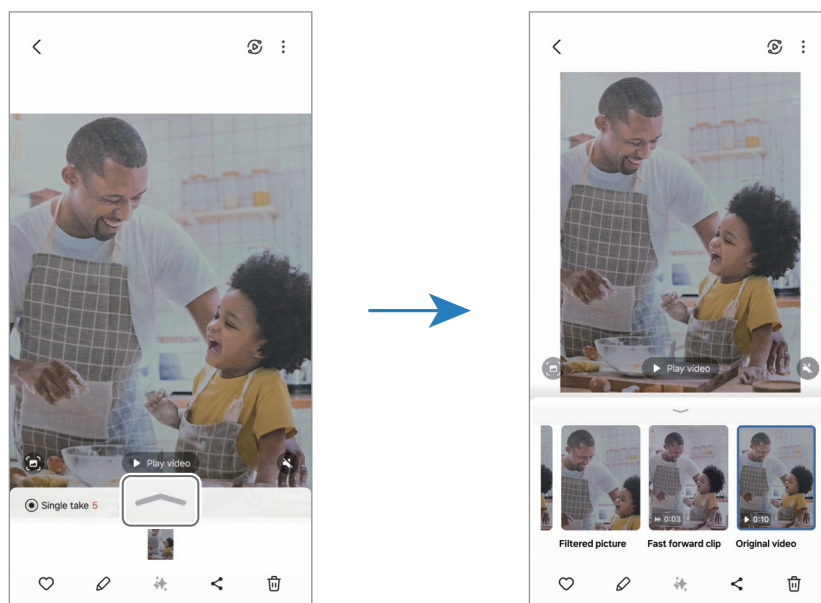 Play video
Single take 5
Play video
0:03
0:10
Filtered picture
Fast forward clip
Original video